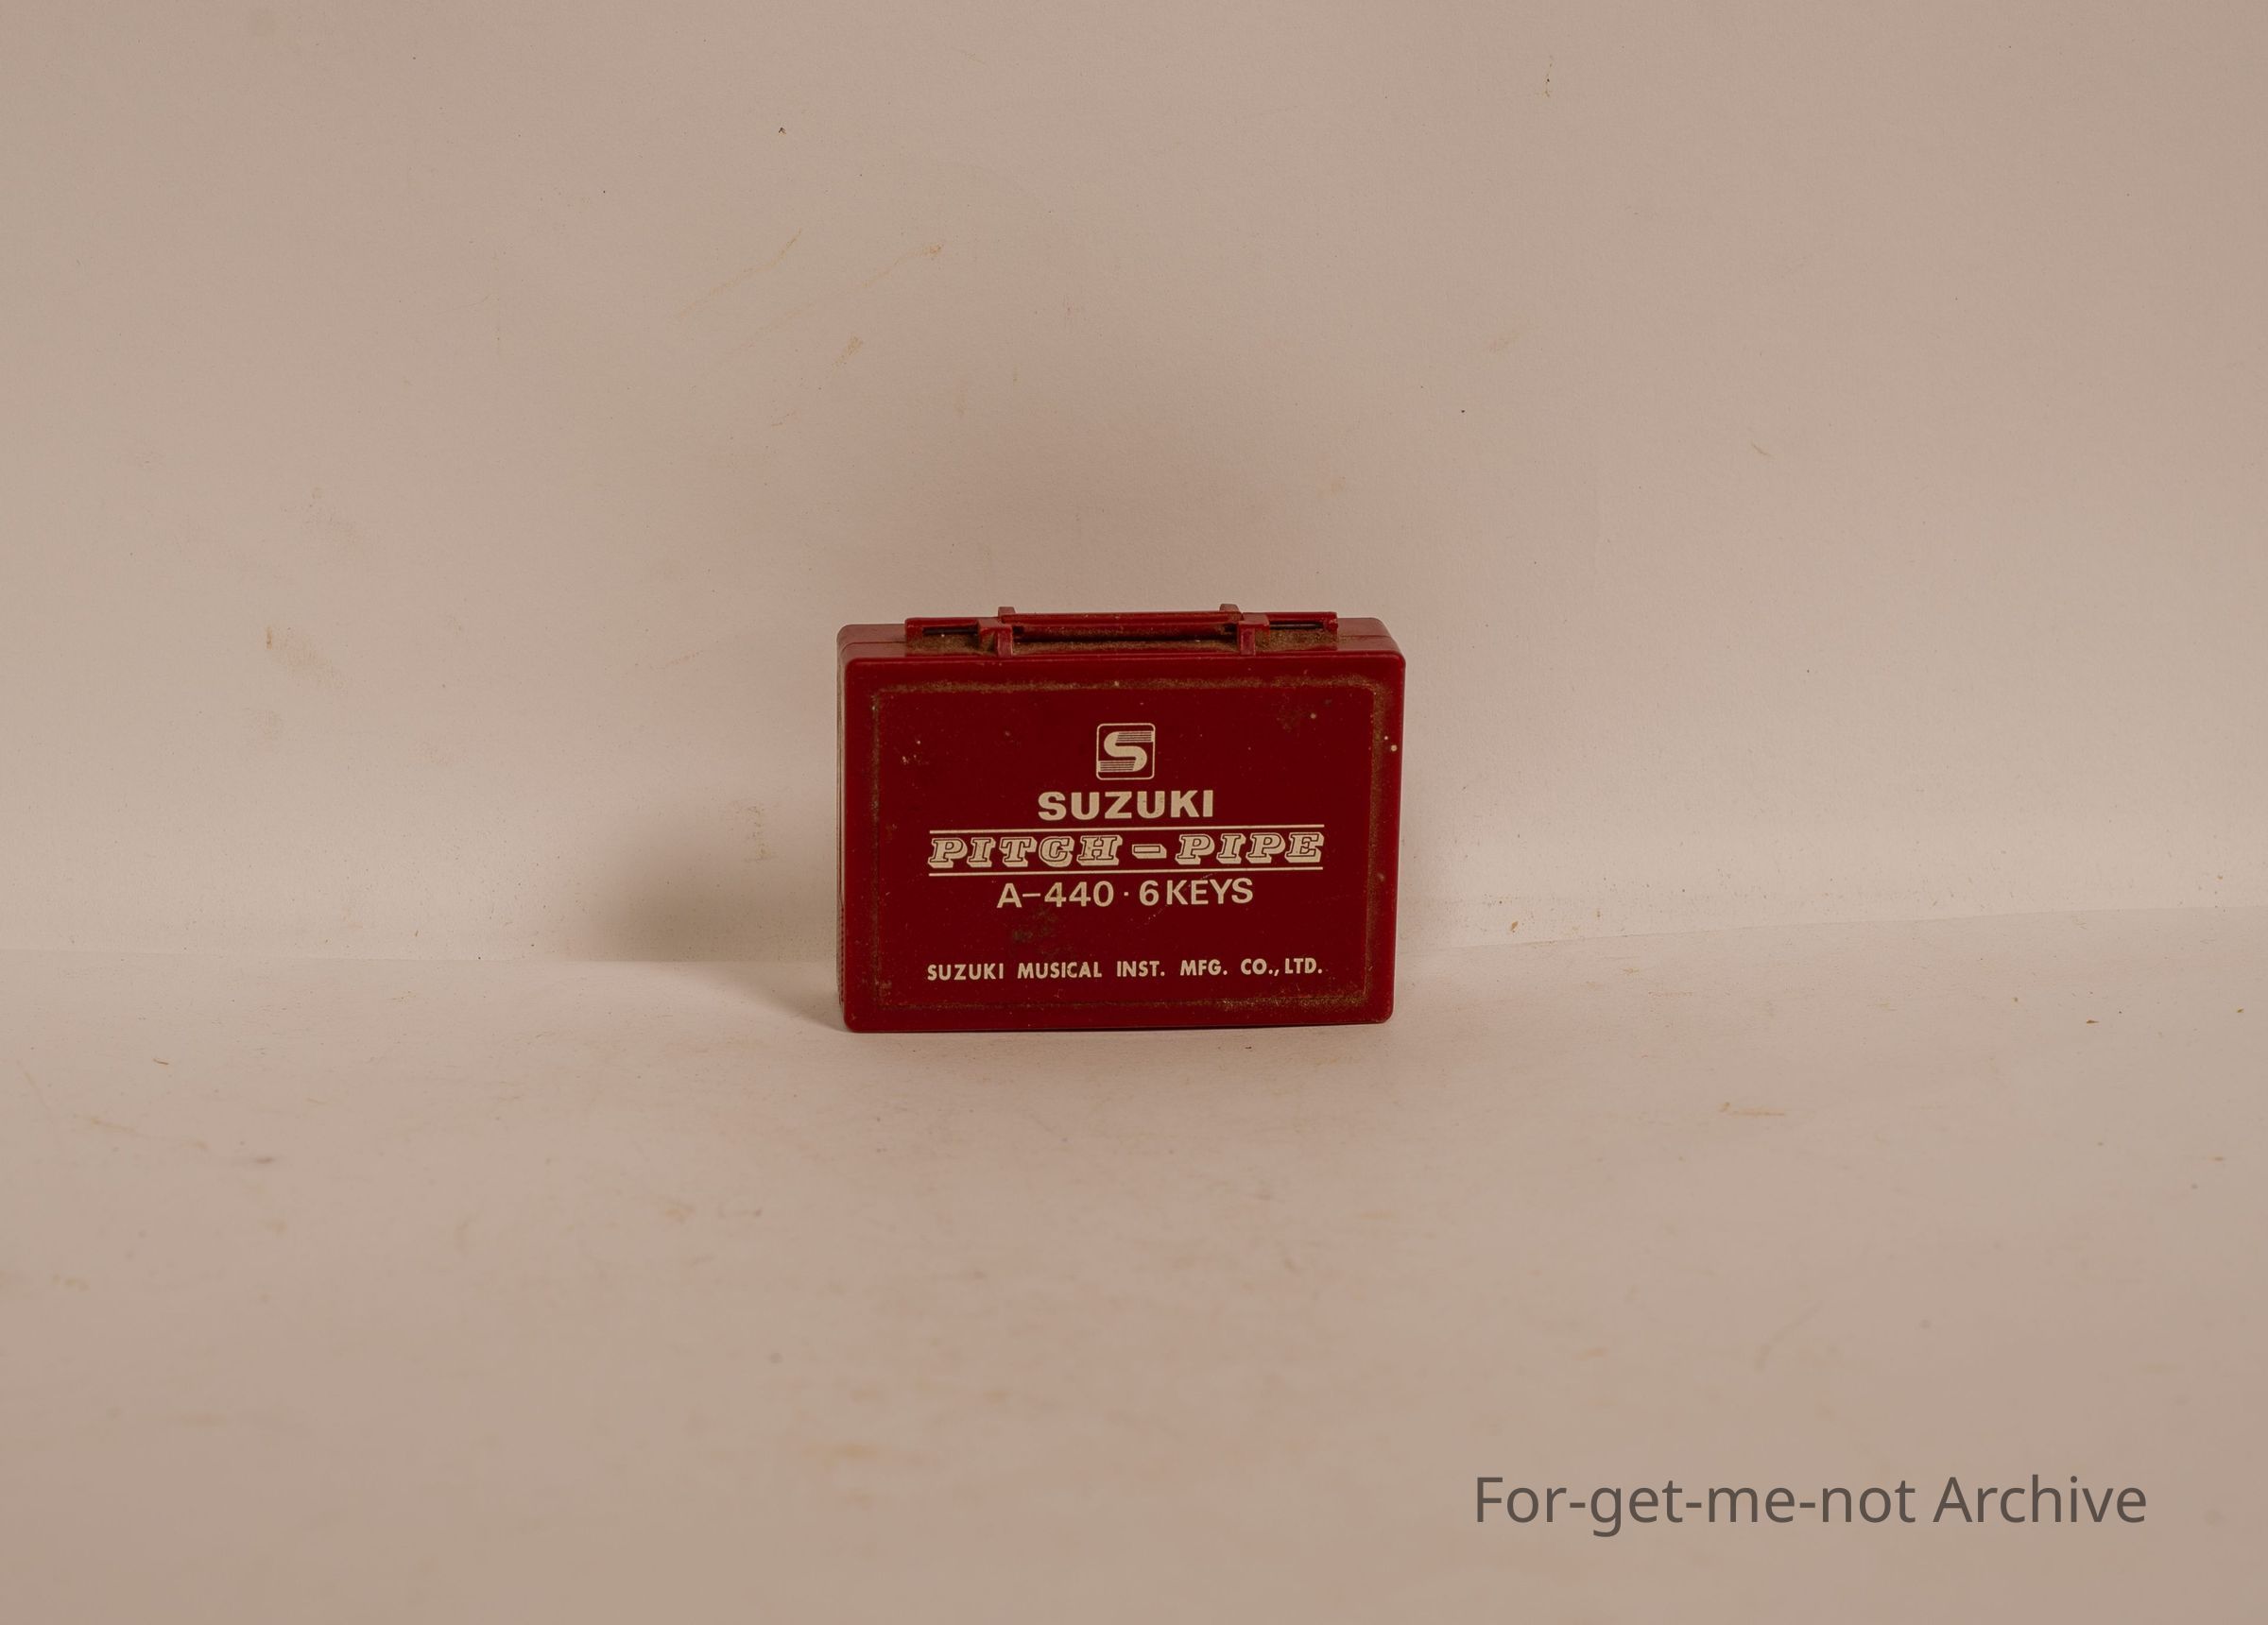 S
SUZUKI
PITCH-PIPE
A-440·6KEYS
SUZUKI MUSICAL INST. MFG. CO.,LTD.
For-get-me-not Archive